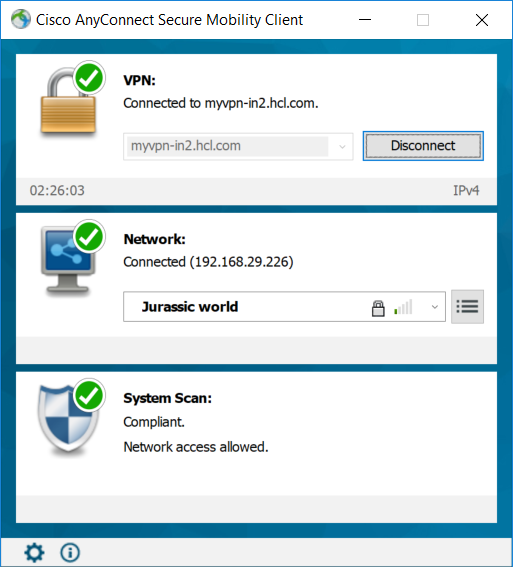 Cisco AnyConnect Secure Mobility Client
VPN:
Connected to myvpn-in2.hcl.com.
myvpn-in2.hcl.com
Disconnect
02:26:03
IPv4
Network:
Connected (192.168.29.226)
Jurassic world
System Scan:
Compliant.
Network access allowed.